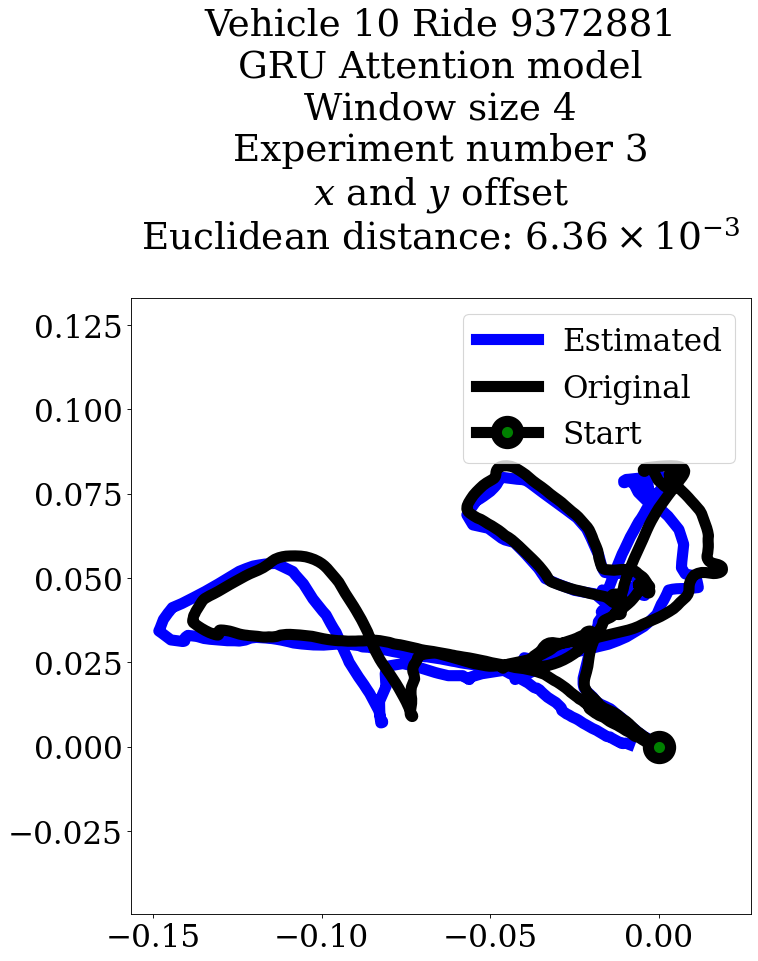 Vehicle 10 Ride 9372881
GRU Attention model
Window size 4
Experiment number 3
x and y offset
Euclidean distance: 6.36 × 10⁻³
Estimated
Original
Start
0.125
0.100
0.075
0.050
0.025
0.000
−0.025
−0.15
−0.10
−0.05
0.00